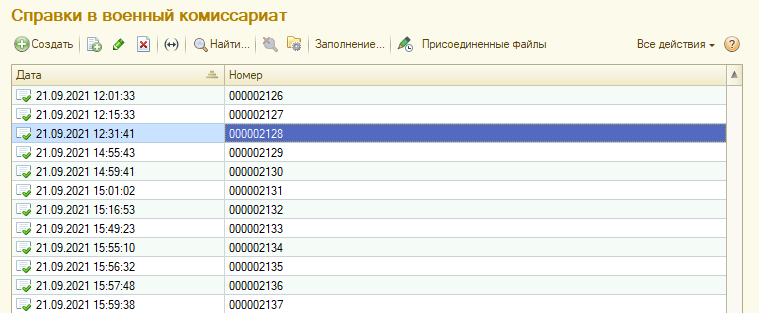 Справки в военный комиссариат
Создать Найти... Заполнение... Присоединенные файлы Все действия ?
Дата Номер
21.09.2021 12:01:33 000002126
21.09.2021 12:15:33 000002127
21.09.2021 12:31:41 000002128
21.09.2021 14:55:43 000002129
21.09.2021 14:59:41 000002130
21.09.2021 15:01:02 000002131
21.09.2021 15:16:53 000002132
21.09.2021 15:49:23 000002133
21.09.2021 15:55:10 000002134
21.09.2021 15:56:32 000002135
21.09.2021 15:57:48 000002136
21.09.2021 15:59:38 000002137